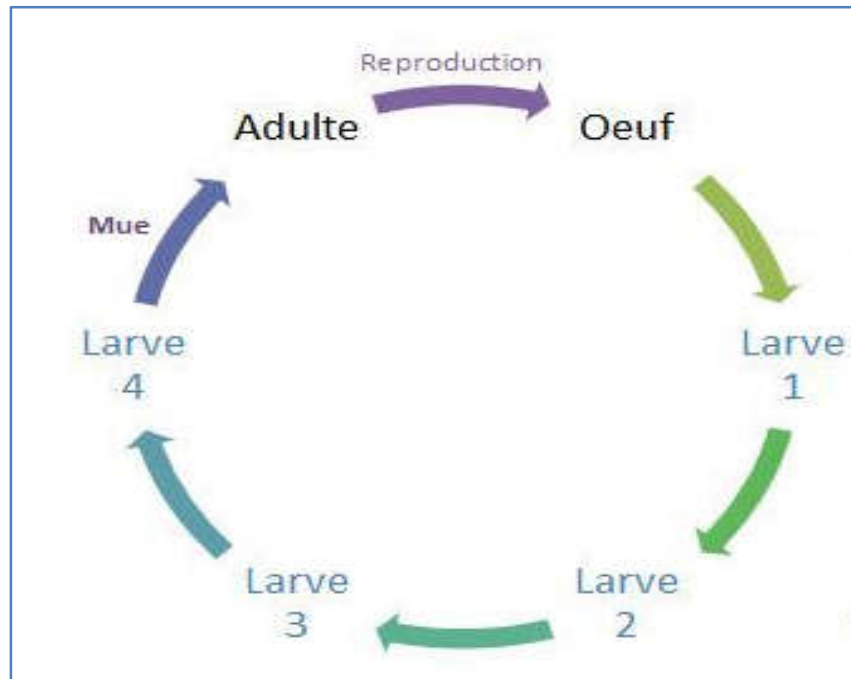 Reproduction
Adulte
Oeuf
Mue
Larve
4
Larve
1
Larve
3
Larve
2